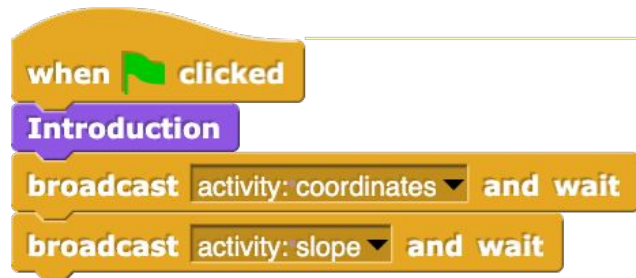 when clicked
Introduction
broadcast activity: coordinates and wait
broadcast activity: slope and wait